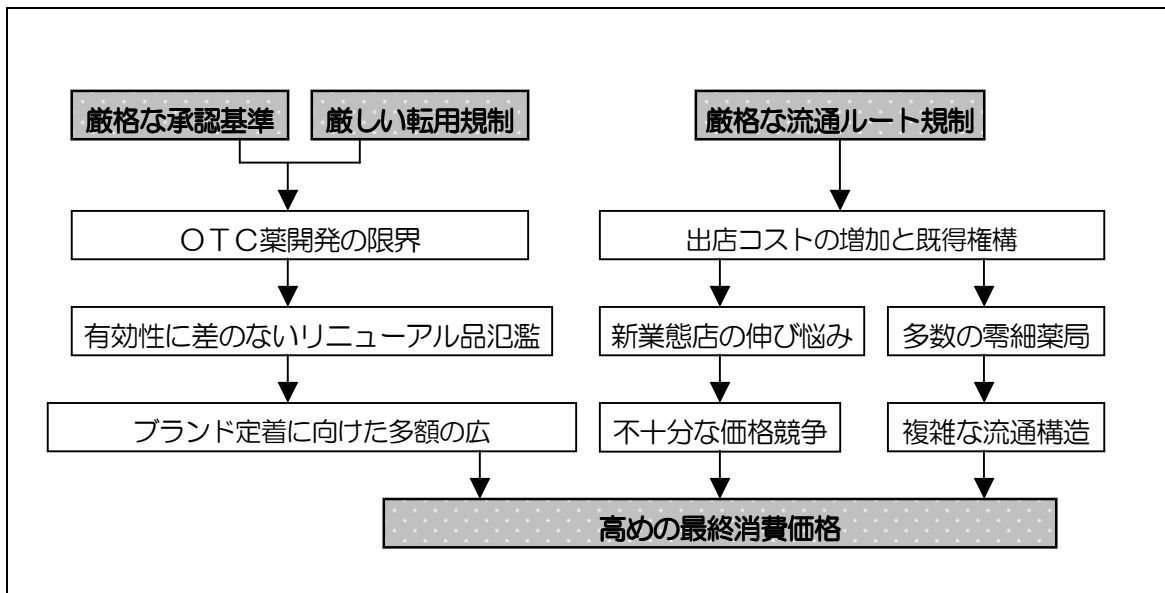 厳格な承認基準
厳しい転用規制
厳格な流通ルート規制
ＯＴＣ薬開発の限界
出店コストの増加と既得権構
有効性に差のないリニューアル品氾濫
新業態店の伸び悩み
多数の零細薬局
ブランド定着に向けた多額の広
不十分な価格競争
複雑な流通構造
高めの最終消費価格